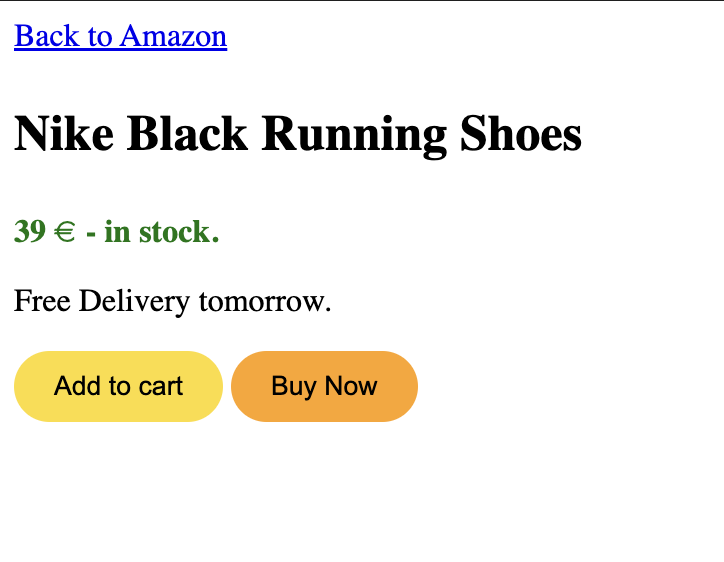 Back to Amazon
Nike Black Running Shoes
39 € - in stock.
Free Delivery tomorrow.
Add to cart Buy Now